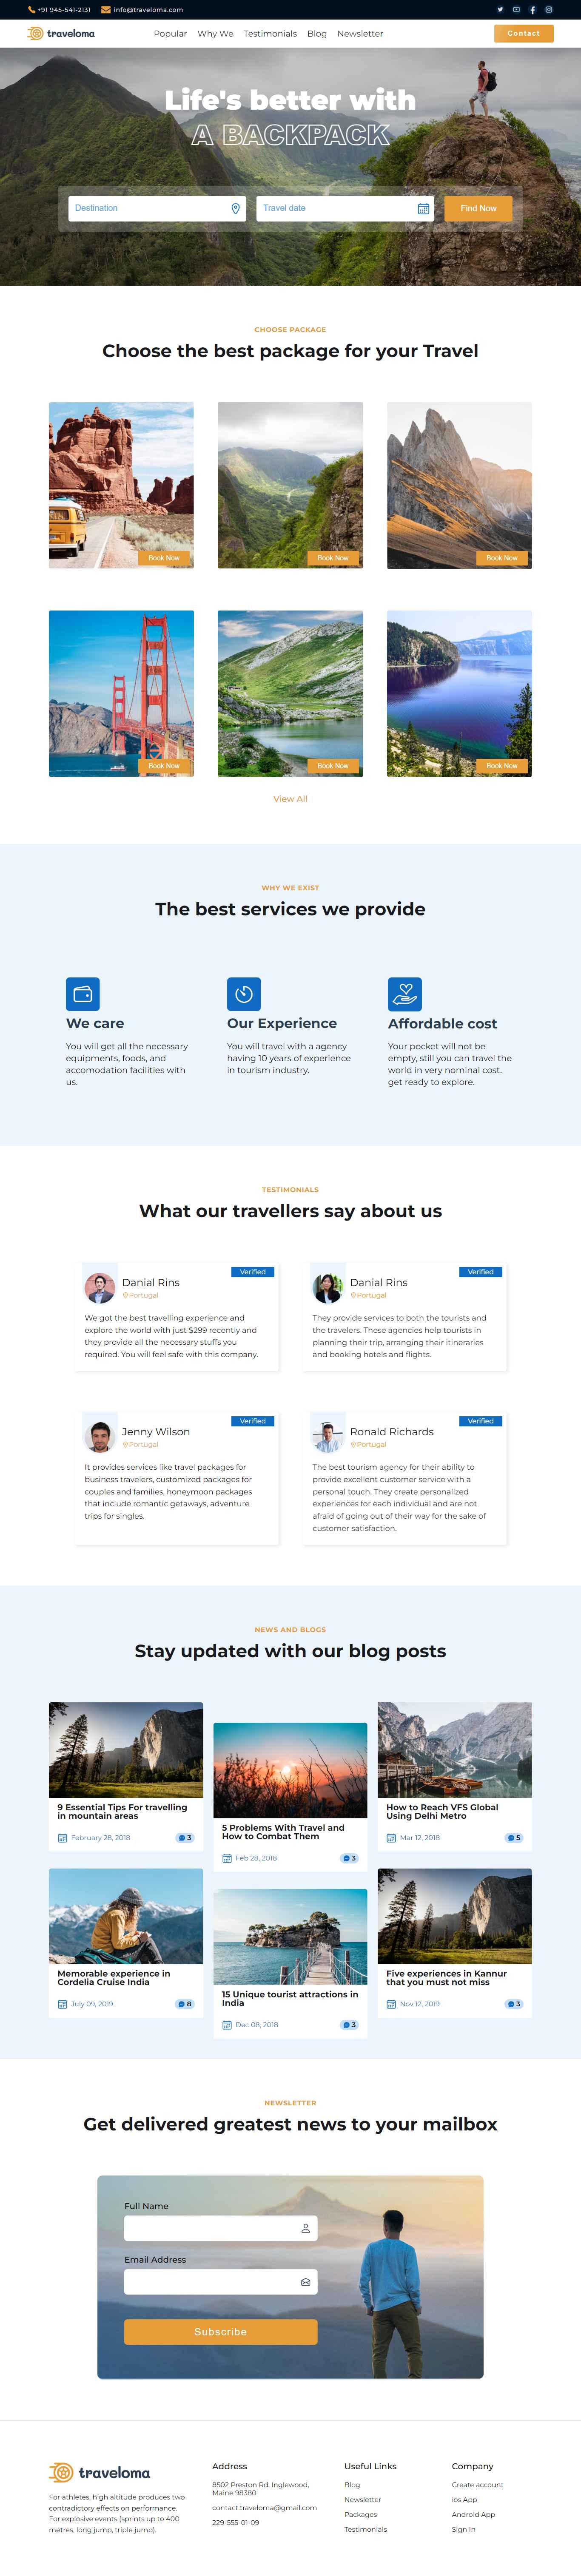 +91 945-541-2131 info@traveloma.com
traveloma Popular Why We Testimonials Blog Newsletter Contact
Life's better with
A BACKPACK
Destination Travel date Find Now
CHOOSE PACKAGE
Choose the best package for your Travel
Book Now Book Now Book Now
Book Now Book Now Book Now
View All
WHY WE EXIST
The best services we provide
We care
You will get all the necessary
equipments, foods, and
accomodation facilities with
us.
Our Experience
You will travel with a agency
having 10 years of experience
in tourism industry.
Affordable cost
Your pocket will not be
empty, still you can travel the
world in very nominal cost.
get ready to explore.
TESTIMONIALS
What our travellers say about us
Verified
Danial Rins
Portugal
We got the best travelling experience and
explore the world with just $299 recently and
they provide all the necessary stuffs you
required. You will feel safe with this company.
Verified
Danial Rins
Portugal
They provide services to both the tourists and
the travelers. These agencies help tourists in
planning their trip, arranging their itineraries
and booking hotels and flights.
Verified
Jenny Wilson
Portugal
It provides services like travel packages for
business travelers, customized packages for
couples and families, honeymoon packages
that include romantic getaways, adventure
trips for singles.
Verified
Ronald Richards
Portugal
The best tourism agency for their ability to
provide excellent customer service with a
personal touch. They create personalized
experiences for each individual and are not
afraid of going out of their way for the sake of
customer satisfaction.
NEWS AND BLOGS
Stay updated with our blog posts
9 Essential Tips For travelling
in mountain areas
February 28, 2018 3
5 Problems With Travel and
How to Combat Them
Feb 28, 2018 3
How to Reach VFS Global
Using Delhi Metro
Mar 12, 2018 5
Memorable experience in
Cordelia Cruise India
July 09, 2019 8
15 Unique tourist attractions in
India
Dec 08, 2018 3
Five experiences in Kannur
that you must not miss
Nov 12, 2019 3
NEWSLETTER
Get delivered greatest news to your mailbox
Full Name
Email Address
Subscribe
traveloma
For athletes, high altitude produces two
contradictory effects on performance.
For explosive events (sprints up to 400
metres, long jump, triple jump).
Address
8502 Preston Rd. Inglewood,
Maine 98380
contact.traveloma@gmail.com
229-555-01-09
Useful Links
Blog
Newsletter
Packages
Testimonials
Company
Create account
ios App
Android App
Sign In